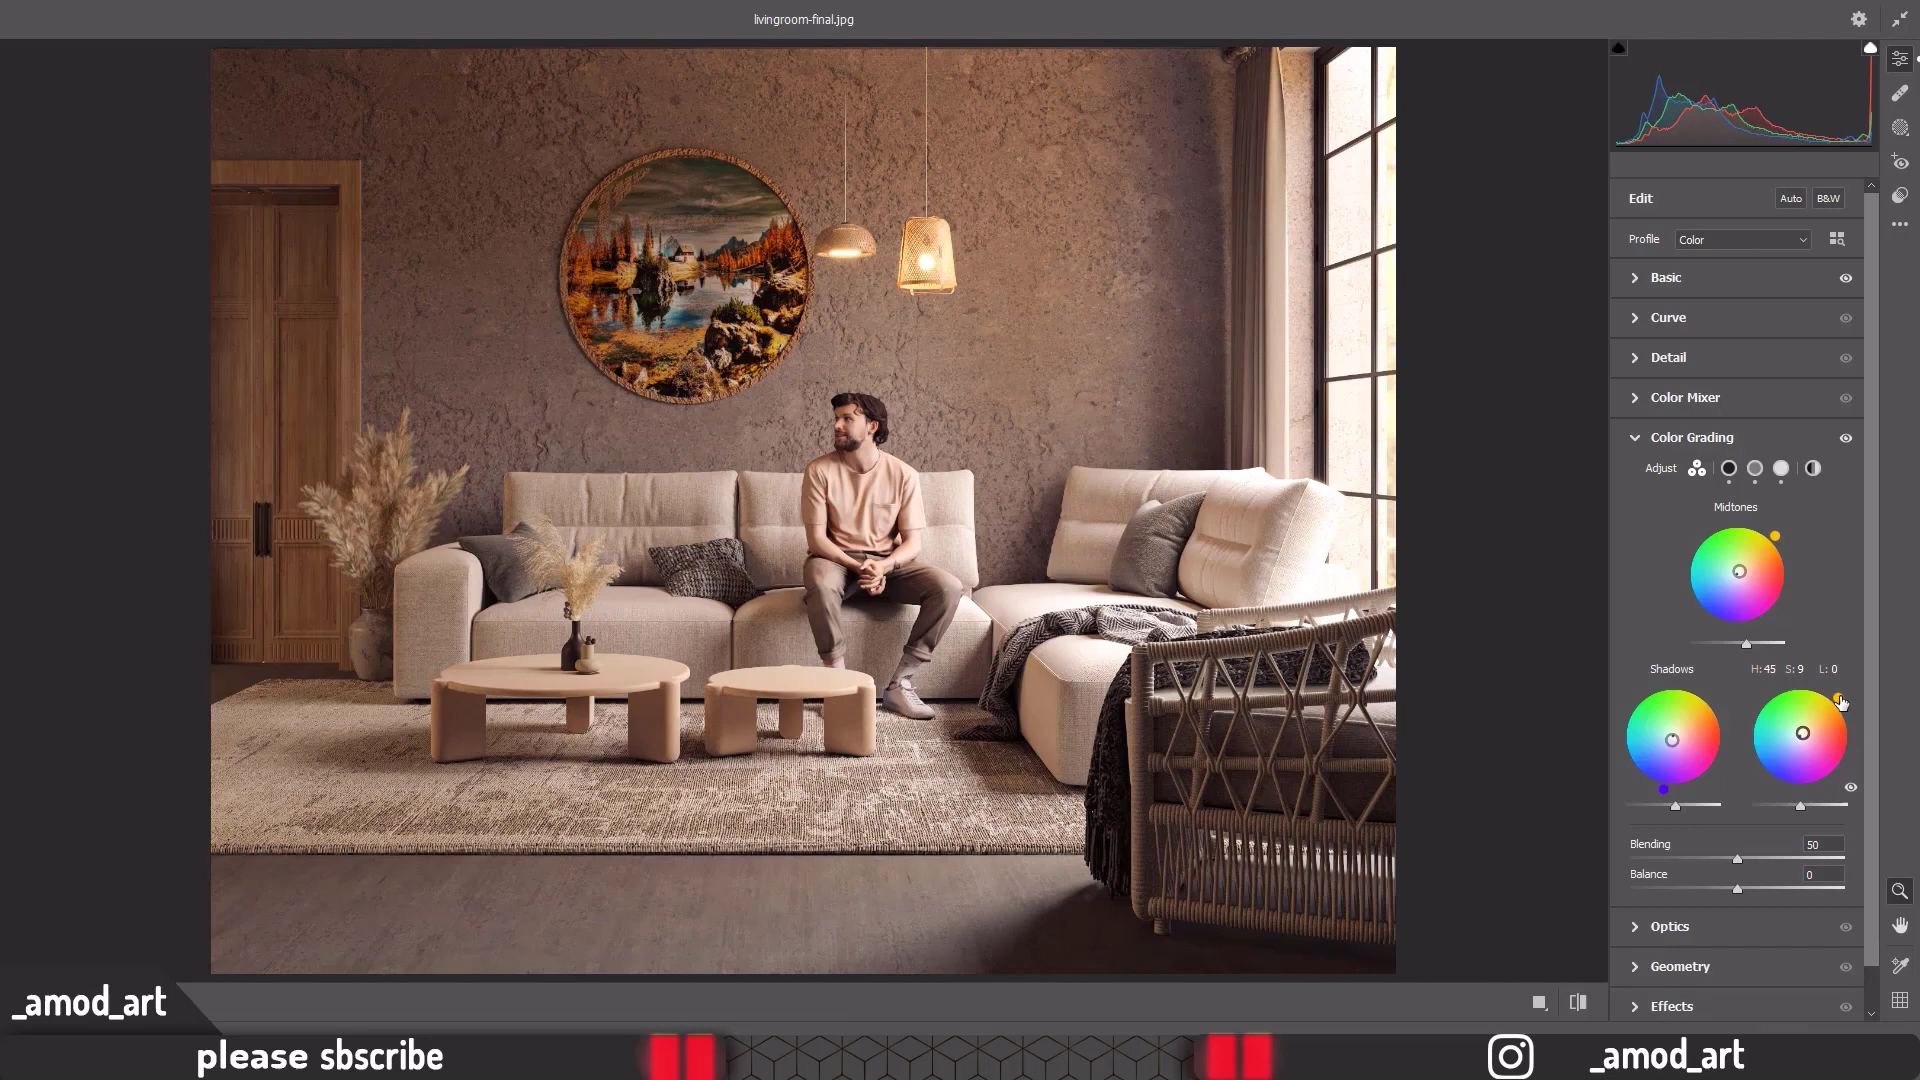 livingroom-final.jpg
Edit
Auto
B&W
Profile
Color
Basic
Curve
Detail
Color Mixer
Color Grading
Adjust
Midtones
Shadows
H: 45 S: 9 L: 0
Blending
50
Balance
0
Optics
Geometry
Effects
_amod_art
please sbscribe
_amod_art